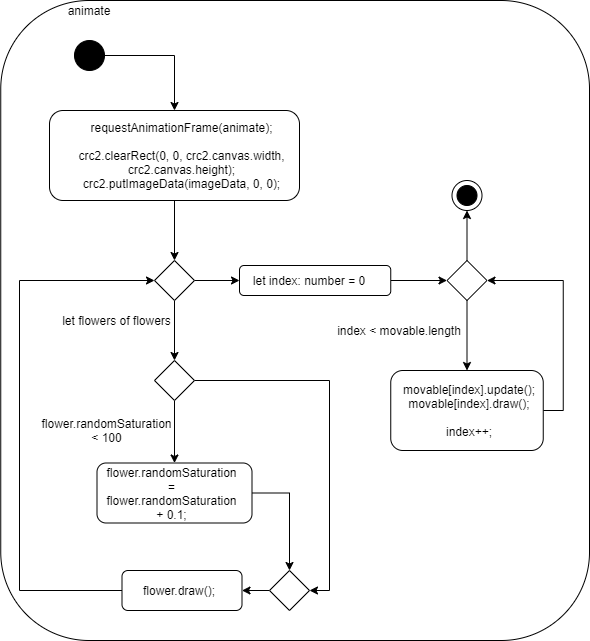 animate
requestAnimationFrame(animate);
crc2.clearRect(0, 0, crc2.canvas.width,
crc2.canvas.height);
crc2.putImageData(imageData, 0, 0);
let index: number = 0
let flowers of flowers
index < movable.length
movable[index].update();
movable[index].draw();
index++;
flower.randomSaturation
< 100
flower.randomSaturation
=
flower.randomSaturation
+ 0.1;
flower.draw();